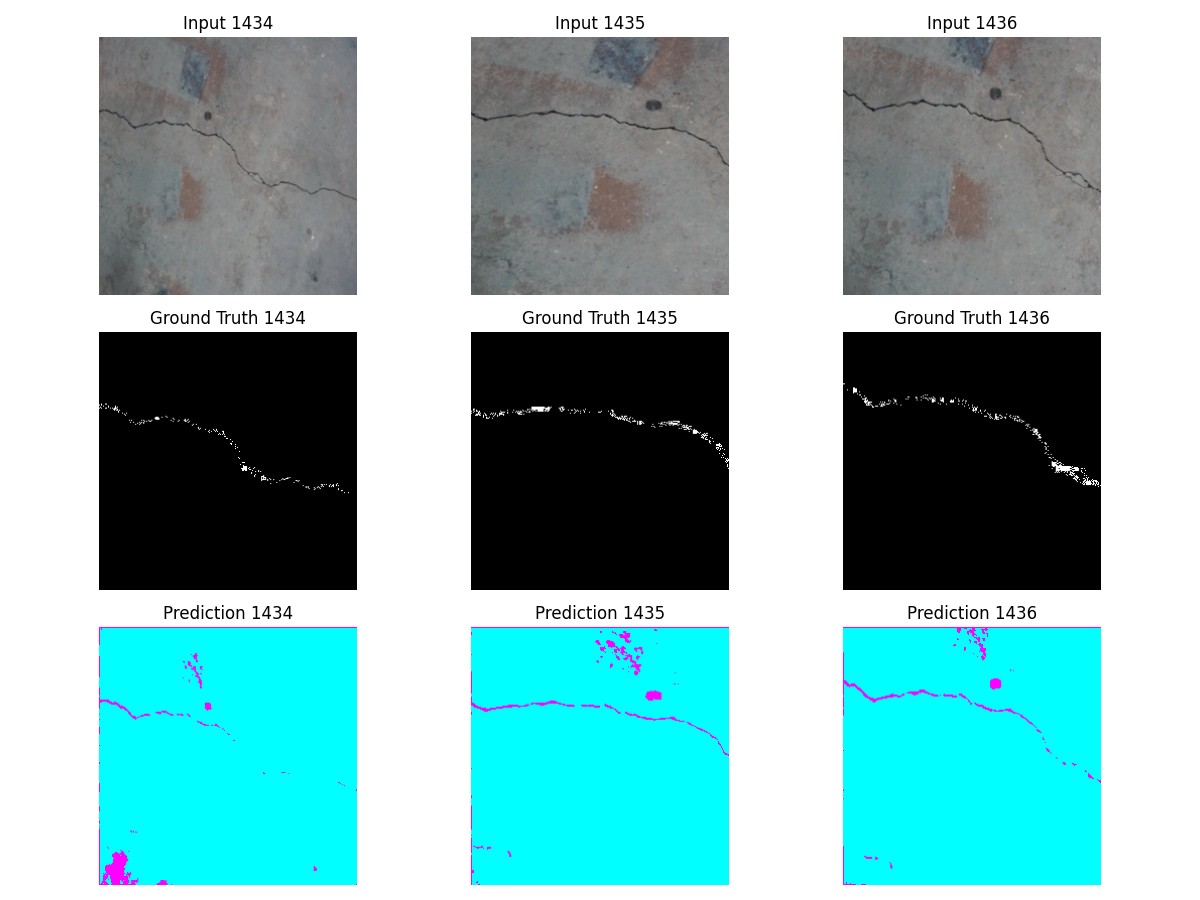 Input 1434
Input 1435
Input 1436
Ground Truth 1434
Ground Truth 1435
Ground Truth 1436
Prediction 1434
Prediction 1435
Prediction 1436